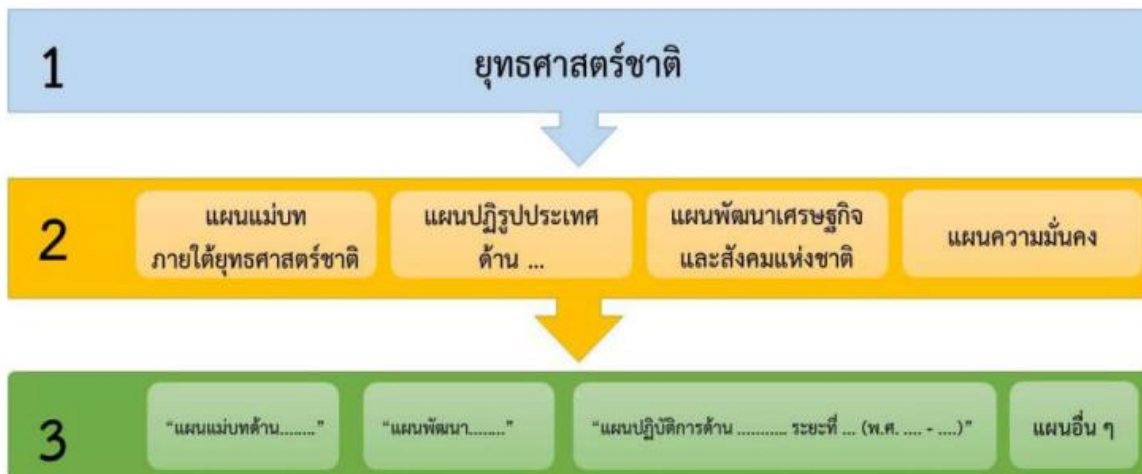 1
ยุทธศาสตร์ชาติ
2
แผนแม่บท
ภายใต้ยุทธศาสตร์ชาติ
แผนปฏิรูปประเทศ
ด้าน ...
แผนพัฒนาเศรษฐกิจ
และสังคมแห่งชาติ
แผนความมั่นคง
3
“แผนแม่บทด้าน........”
“แผนพัฒนา........”
“แผนปฏิบัติการด้าน ........... ระยะที่ ... (พ.ศ. .... - ....)”
แผนอื่น ๆ